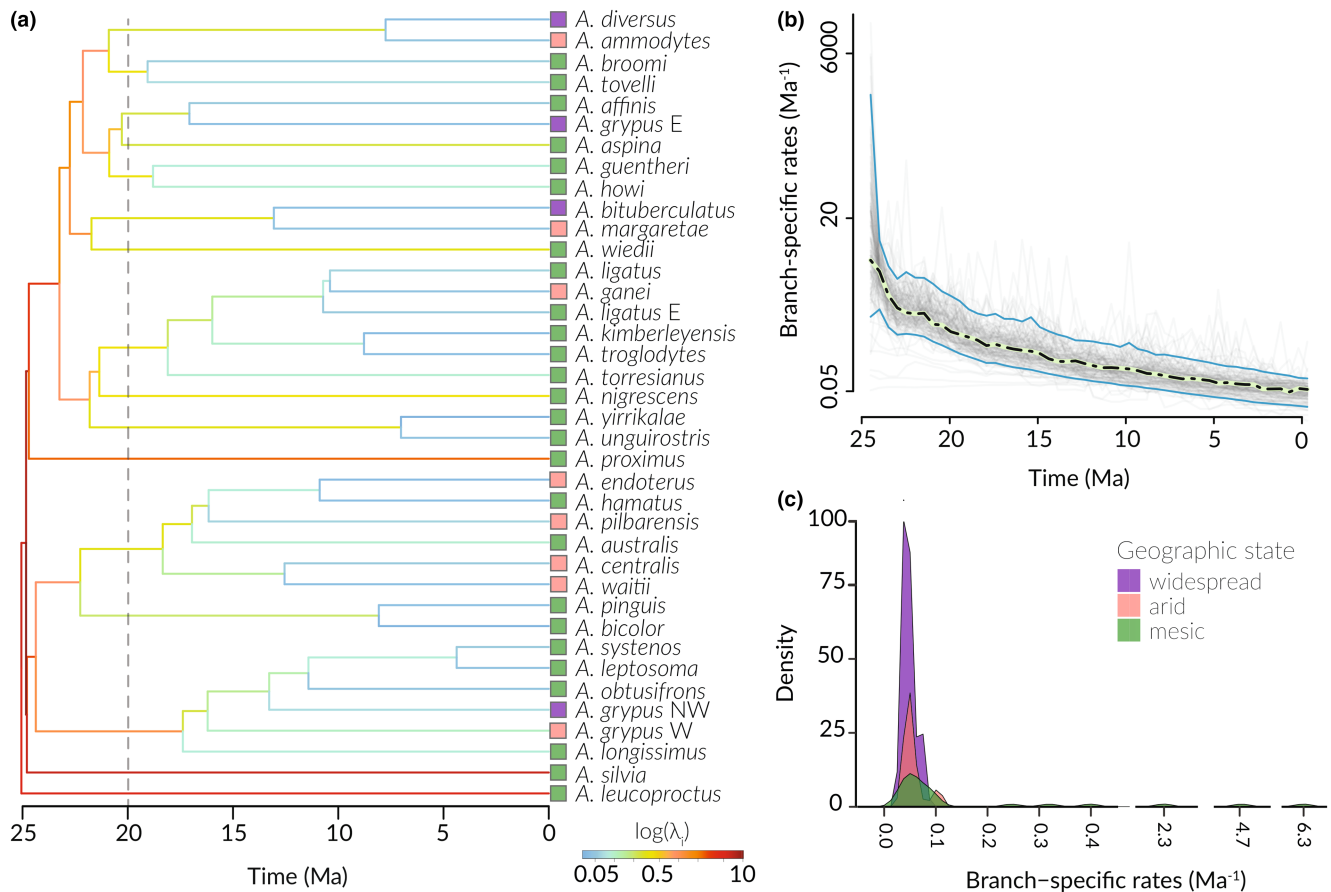 (a)
A. diversus
A. ammodytes
A. broomi
A. tovelli
A. affinis
A. grypus E
A. aspina
A. guentheri
A. howi
A. bituberculatus
A. margaretae
A. wiedii
A. ligatus
A. ganei
A. ligatus E
A. kimberleyensis
A. troglodytes
A. torresianus
A. nigrescens
A. yirrikalae
A. unguirostris
A. proximus
A. endoterus
A. hamatus
A. pilbarensis
A. australis
A. centralis
A. waitii
A. pinguis
A. bicolor
A. systenos
A. leptosoma
A. obtusifrons
A. grypus NW
A. grypus W
A. longissimus
A. silvia
A. leucoproctus
25 20 15 10 5 0
Time (Ma)
log(λi)
0.05 0.5 10
(b)
Branch–specific rates (Ma-1)
6000
20
0.05
25 20 15 10 5 0
Time (Ma)
(c)
Density
100
75
50
25
0
Geographic state
widespread
arid
mesic
0.0 0.1 0.2 0.3 0.4 2.3 4.7 6.3
Branch–specific rates (Ma-1)